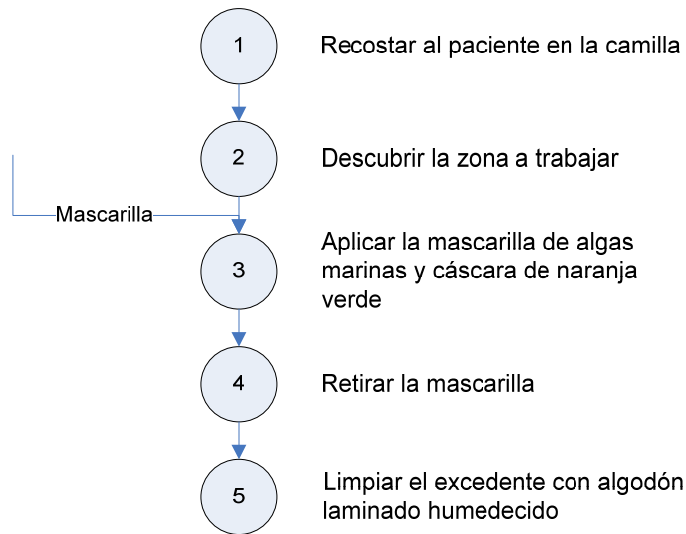 1
Recostar al paciente en la camilla
2
Descubrir la zona a trabajar
Mascarilla
3
Aplicar la mascarilla de algas
marinas y cáscara de naranja
verde
4
Retirar la mascarilla
5
Limpiar el excedente con algodón
laminado humedecido